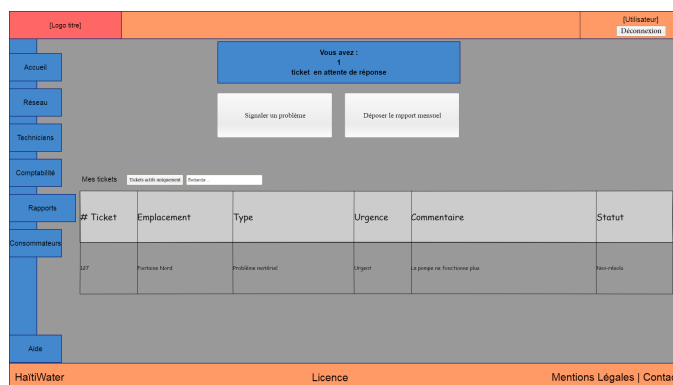 [Logo titre]
[Utilisateur]
Déconnexion
Vous avez :
1
ticket en attente de réponse
Accueil
Réseau
Techniciens
Comptabilité
Rapports
Consommateurs
Aide
Signaler un problème
Déposer le rapport mensuel
Mes tickets
Tickets actifs uniquement
Recherche ...
# Ticket Emplacement Type Urgence Commentaire Statut
127 Fontaine Nord Problème matériel Urgent La pompe ne fonctionne plus Non-résolu
HaïtiWater Licence Mentions Légales | Contac